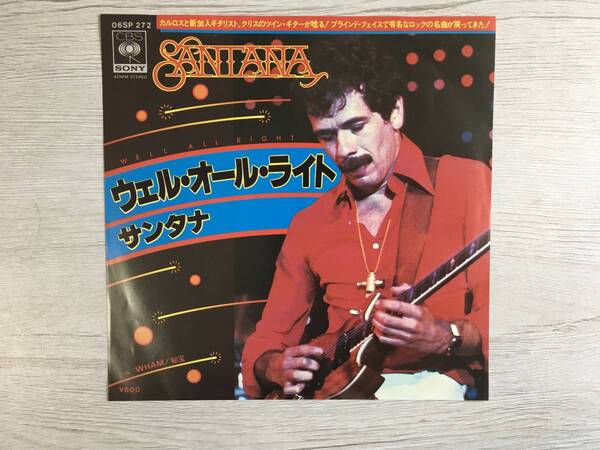 06SP 272
CBS
SONY
45RPM STEREO
カルロスと新加入ギタリスト、クリスのツイン・ギターが唸る!ブラインド・フェイスで有名なロックの名曲が戻ってきた!
SANTANA
WELL ALL RIGHT
ウェル・オール・ライト
サンタナ
WHAM!/秘宝
¥600